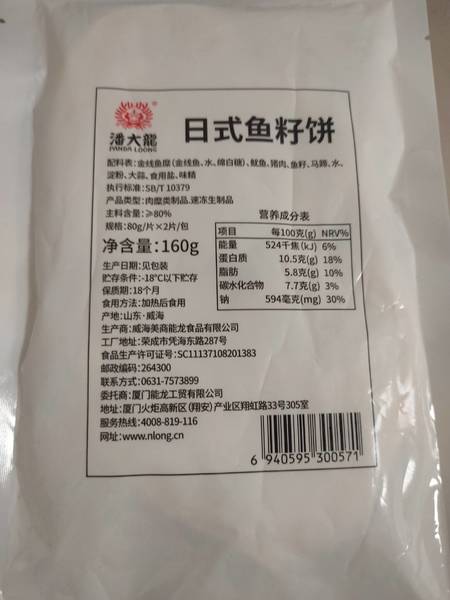 潘大龍
PANDA LOONG
日式鱼籽饼
配料表:金线鱼糜(金线鱼、水、绵白糖)、鱿鱼、猪肉、鱼籽、马蹄、水、
淀粉、大蒜、食用盐、味精
执行标准:SB/T 10379
产品类型:肉糜类制品,速冻生制品
主料含量:≥80%
规格:80g/片×2片/包
净含量:160g
生产日期:见包装
贮存条件:-18℃以下贮存
保质期:18个月
食用方法:加热后食用
产地:山东·威海
营养成分表
项目 每100克(g) NRV%
能量 524千焦(kJ) 6%
蛋白质 10.5克(g) 18%
脂肪 5.8克(g) 10%
碳水化合物 7.7克(g) 3%
钠 594毫克(mg) 30%
生产商:威海美商能龙食品有限公司
工厂地址:荣成市凭海东路287号
食品生产许可证号:SC11137108201383
邮政编码:264300
联系方式:0631-7573899
委托商:厦门能龙工贸有限公司
地址:厦门火炬高新区(翔安)产业区翔虹路33号305室
服务热线:4008-819-116
网址:www.nlong.cn
6 940595 300571